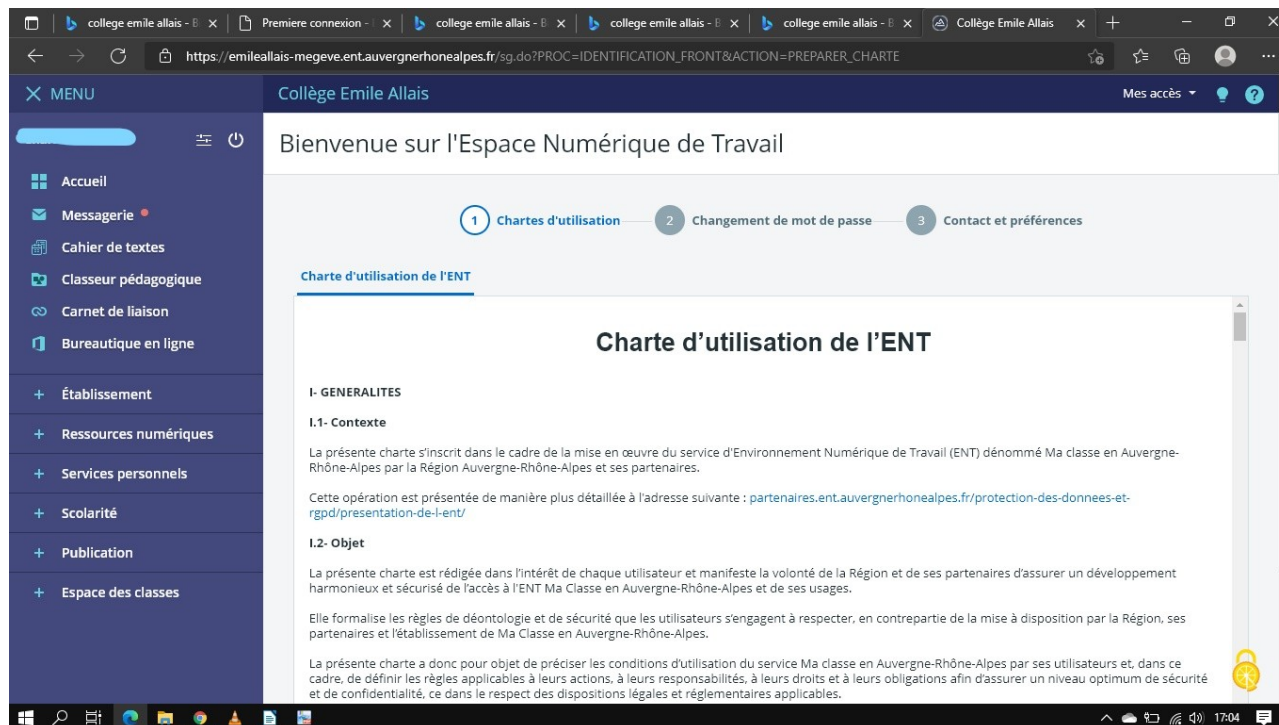 college emile allais - B
Premiere connexion -
college emile allais - B
college emile allais - B
college emile allais - B
Collège Emile Allais
https://emileallais-megeve.ent.auvergnerhonealpes.fr/sg.do?PROC=IDENTIFICATION_FRONT&ACTION=PREPARER_CHARTE
MENU
Collège Emile Allais
Mes accès
Bienvenue sur l'Espace Numérique de Travail
Accueil
Messagerie
Cahier de textes
Classeur pédagogique
Carnet de liaison
Bureautique en ligne
+ Établissement
+ Ressources numériques
+ Services personnels
+ Scolarité
+ Publication
+ Espace des classes
1 Chartes d'utilisation
2 Changement de mot de passe
3 Contact et préférences
Charte d'utilisation de l'ENT
Charte d’utilisation de l’ENT
I- GENERALITES
I.1- Contexte
La présente charte s'inscrit dans le cadre de la mise en œuvre du service d'Environnement Numérique de Travail (ENT) dénommé Ma classe en Auvergne-
Rhône-Alpes par la Région Auvergne-Rhône-Alpes et ses partenaires.
Cette opération est présentée de manière plus détaillée à l'adresse suivante : partenaires.ent.auvergnerhonealpes.fr/protection-des-donnees-et-
rgpd/presentation-de-l-ent/
I.2- Objet
La présente charte est rédigée dans l’intérêt de chaque utilisateur et manifeste la volonté de la Région et de ses partenaires d’assurer un développement
harmonieux et sécurisé de l’accès à l’ENT Ma Classe en Auvergne-Rhône-Alpes et de ses usages.
Elle formalise les règles de déontologie et de sécurité que les utilisateurs s’engagent à respecter, en contrepartie de la mise à disposition par la Région, ses
partenaires et l’établissement de Ma Classe en Auvergne-Rhône-Alpes.
La présente charte a donc pour objet de préciser les conditions d’utilisation du service Ma classe en Auvergne-Rhône-Alpes par ses utilisateurs et, dans ce
cadre, de définir les règles applicables à leurs actions, à leurs responsabilités, à leurs droits et à leurs obligations afin d’assurer un niveau optimum de sécurité
et de confidentialité, ce dans le respect des dispositions légales et réglementaires applicables.
17:04